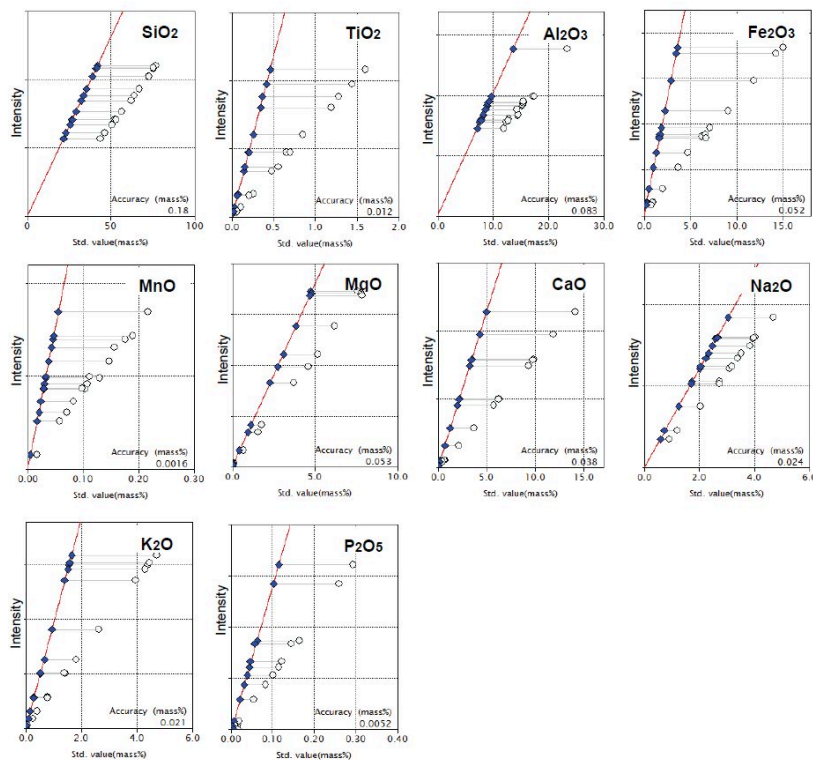 SiO2
Intensity
Accuracy (mass%)
0.18
0
50
100
Std. value(mass%)
TiO2
Intensity
Accuracy (mass%)
0.012
0.0
1.0
2.0
Std. value(mass%)
Al2O3
Intensity
Accuracy (mass%)
0.083
0.0
10.0
20.0
30.0
Std. value(mass%)
Fe2O3
Intensity
Accuracy (mass%)
0.052
0.0
5.0
10.0
15.0
Std. value(mass%)
MnO
Intensity
Accuracy (mass%)
0.0016
0.00
0.10
0.20
0.30
Std. value(mass%)
MgO
Intensity
Accuracy (mass%)
0.053
0.0
5.0
10.0
Std. value(mass%)
CaO
Intensity
Accuracy (mass%)
0.038
0.0
5.0
10.0
15.0
Std. value(mass%)
Na2O
Intensity
Accuracy (mass%)
0.024
0.0
2.0
4.0
6.0
Std. value(mass%)
K2O
Intensity
Accuracy (mass%)
0.021
0.0
2.0
4.0
6.0
Std. value(mass%)
P2O5
Intensity
Accuracy (mass%)
0.0052
0.00
0.10
0.20
0.30
0.40
Std. value(mass%)